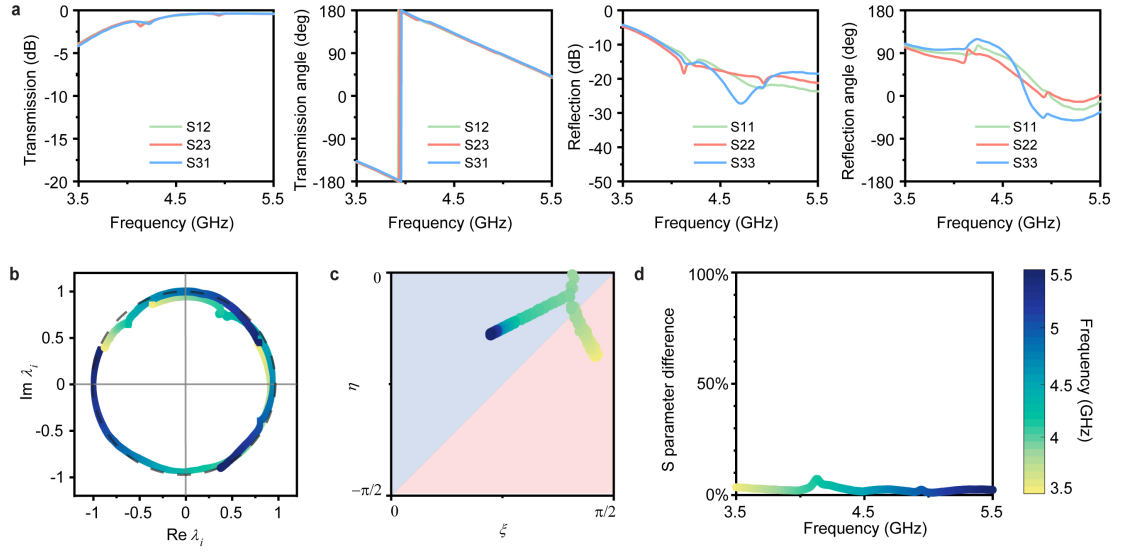 a
Transmission (dB)
0
-5
-10
-15
-20
S12
S23
S31
3.5
4.5
5.5
Frequency (GHz)
Transmission angle (deg)
180
90
0
-90
-180
S12
S23
S31
3.5
4.5
5.5
Frequency (GHz)
Reflection (dB)
0
-10
-20
-30
-40
-50
S11
S22
S33
3.5
4.5
5.5
Frequency (GHz)
Reflection angle (deg)
180
90
0
-90
-180
S11
S22
S33
3.5
4.5
5.5
Frequency (GHz)
b
Im λi
1
0.5
0
-0.5
-1
-1
-0.5
0
0.5
1
Re λi
c
0
η
−π/2
0
π/2
ξ
d
S parameter difference
100%
50%
0%
3.5
4.5
5.5
Frequency (GHz)
5.5
5
4.5
4
3.5
Frequency (GHz)